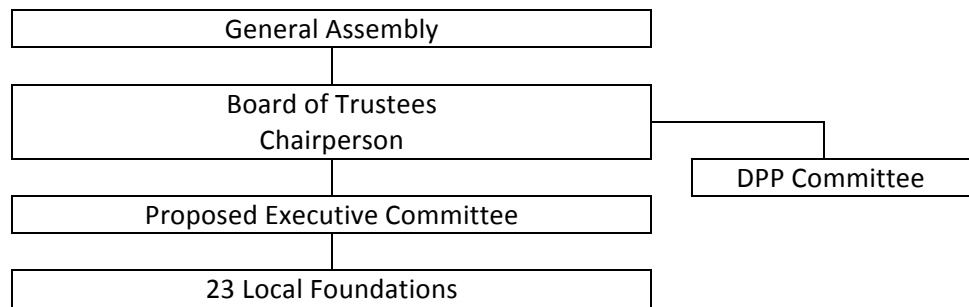 General Assembly
Board of Trustees
Chairperson
DPP Committee
Proposed Executive Committee
23 Local Foundations